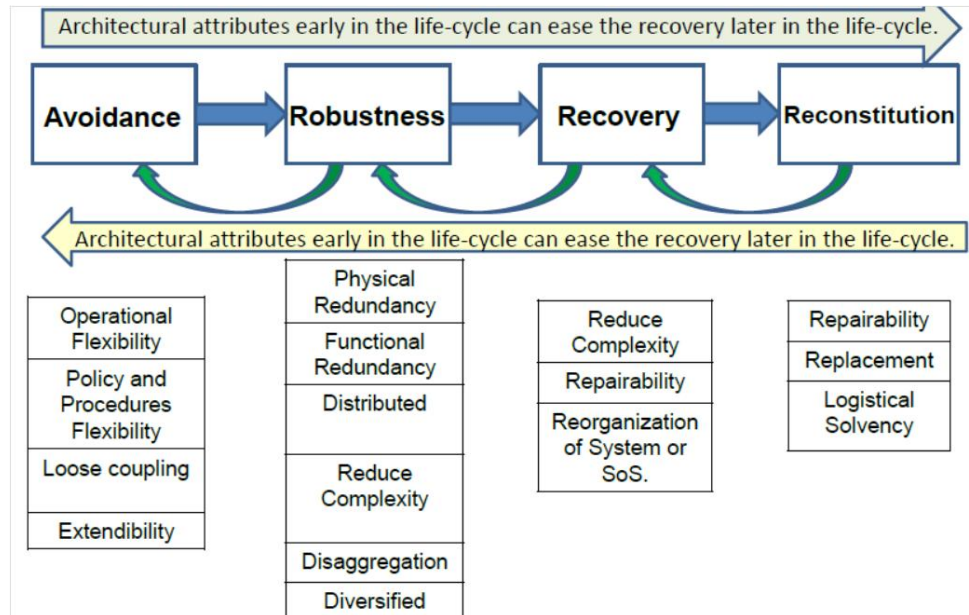 Architectural attributes early in the life-cycle can ease the recovery later in the life-cycle.
Avoidance
Robustness
Recovery
Reconstitution
Architectural attributes early in the life-cycle can ease the recovery later in the life-cycle.
Operational
Flexibility
Policy and
Procedures
Flexibility
Loose coupling
Extendibility
Physical
Redundancy
Functional
Redundancy
Distributed
Reduce
Complexity
Disaggregation
Diversified
Reduce
Complexity
Repairability
Reorganization
of System or
SoS.
Repairability
Replacement
Logistical
Solvency